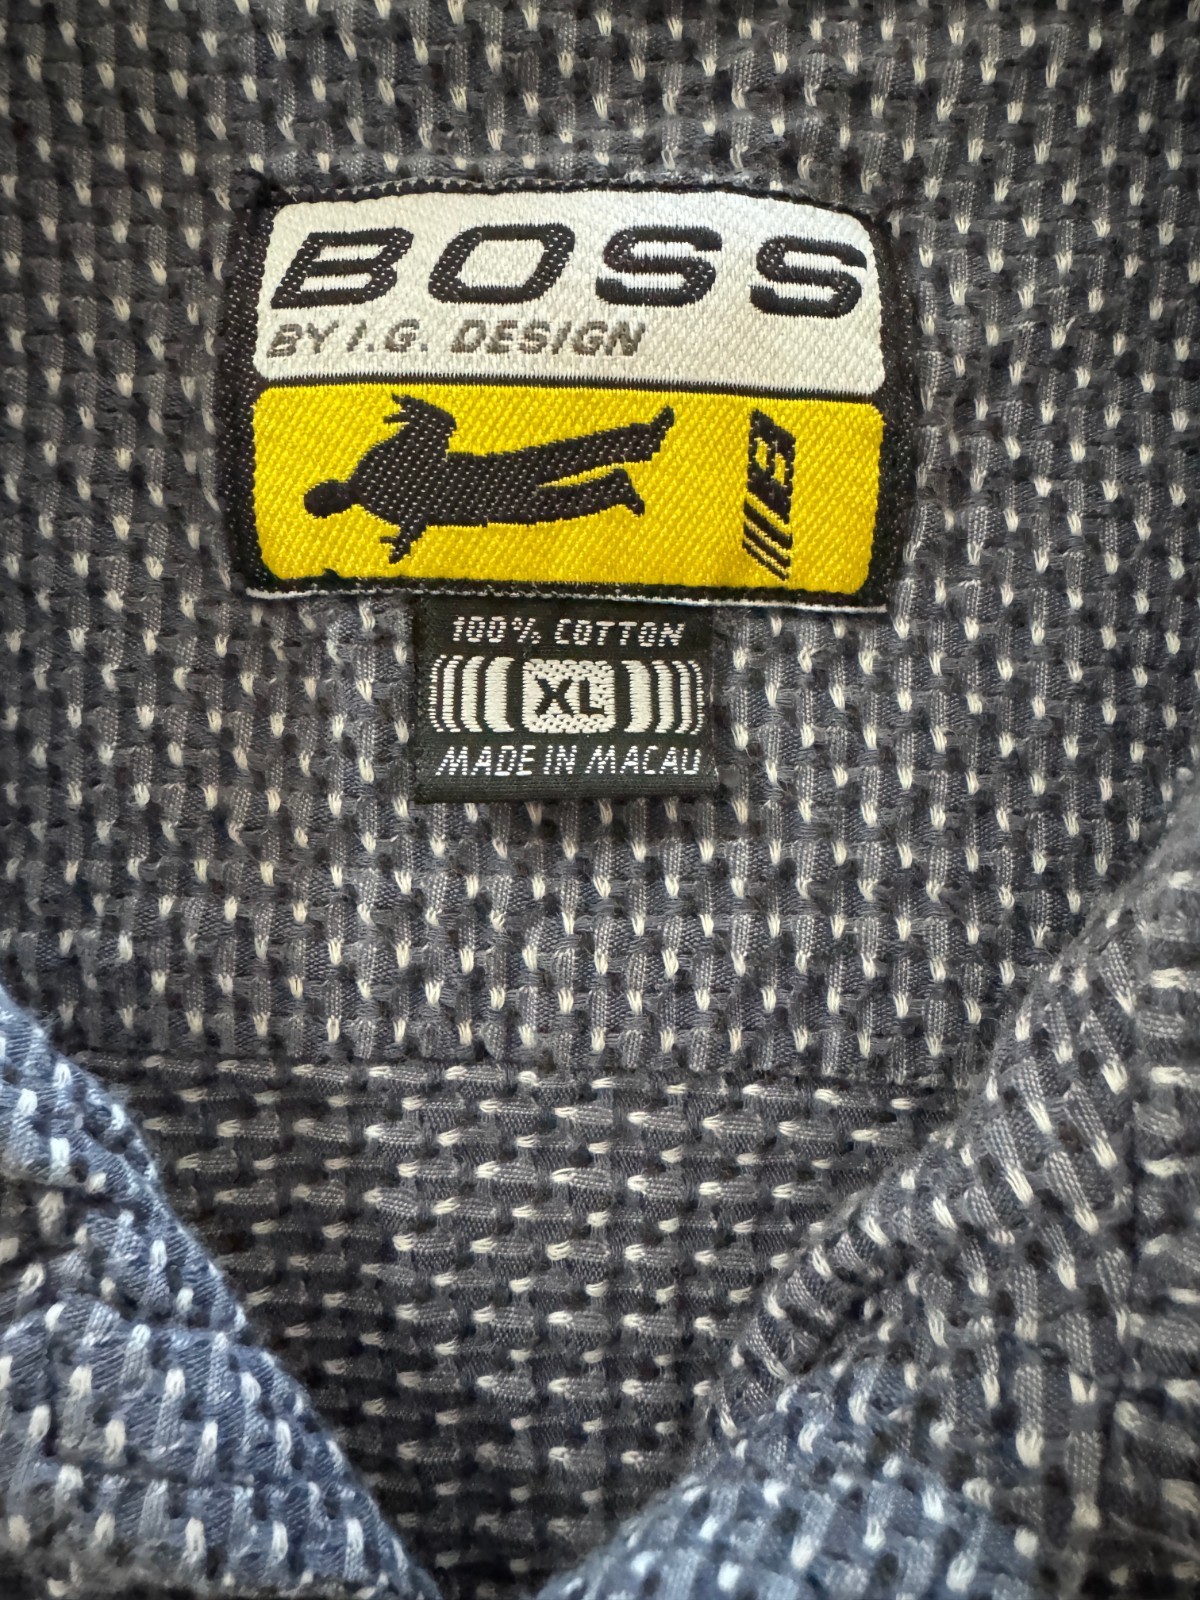 BOSS
BY I.G. DESIGN
B
100% COTTON
XL
MADE IN MACAU